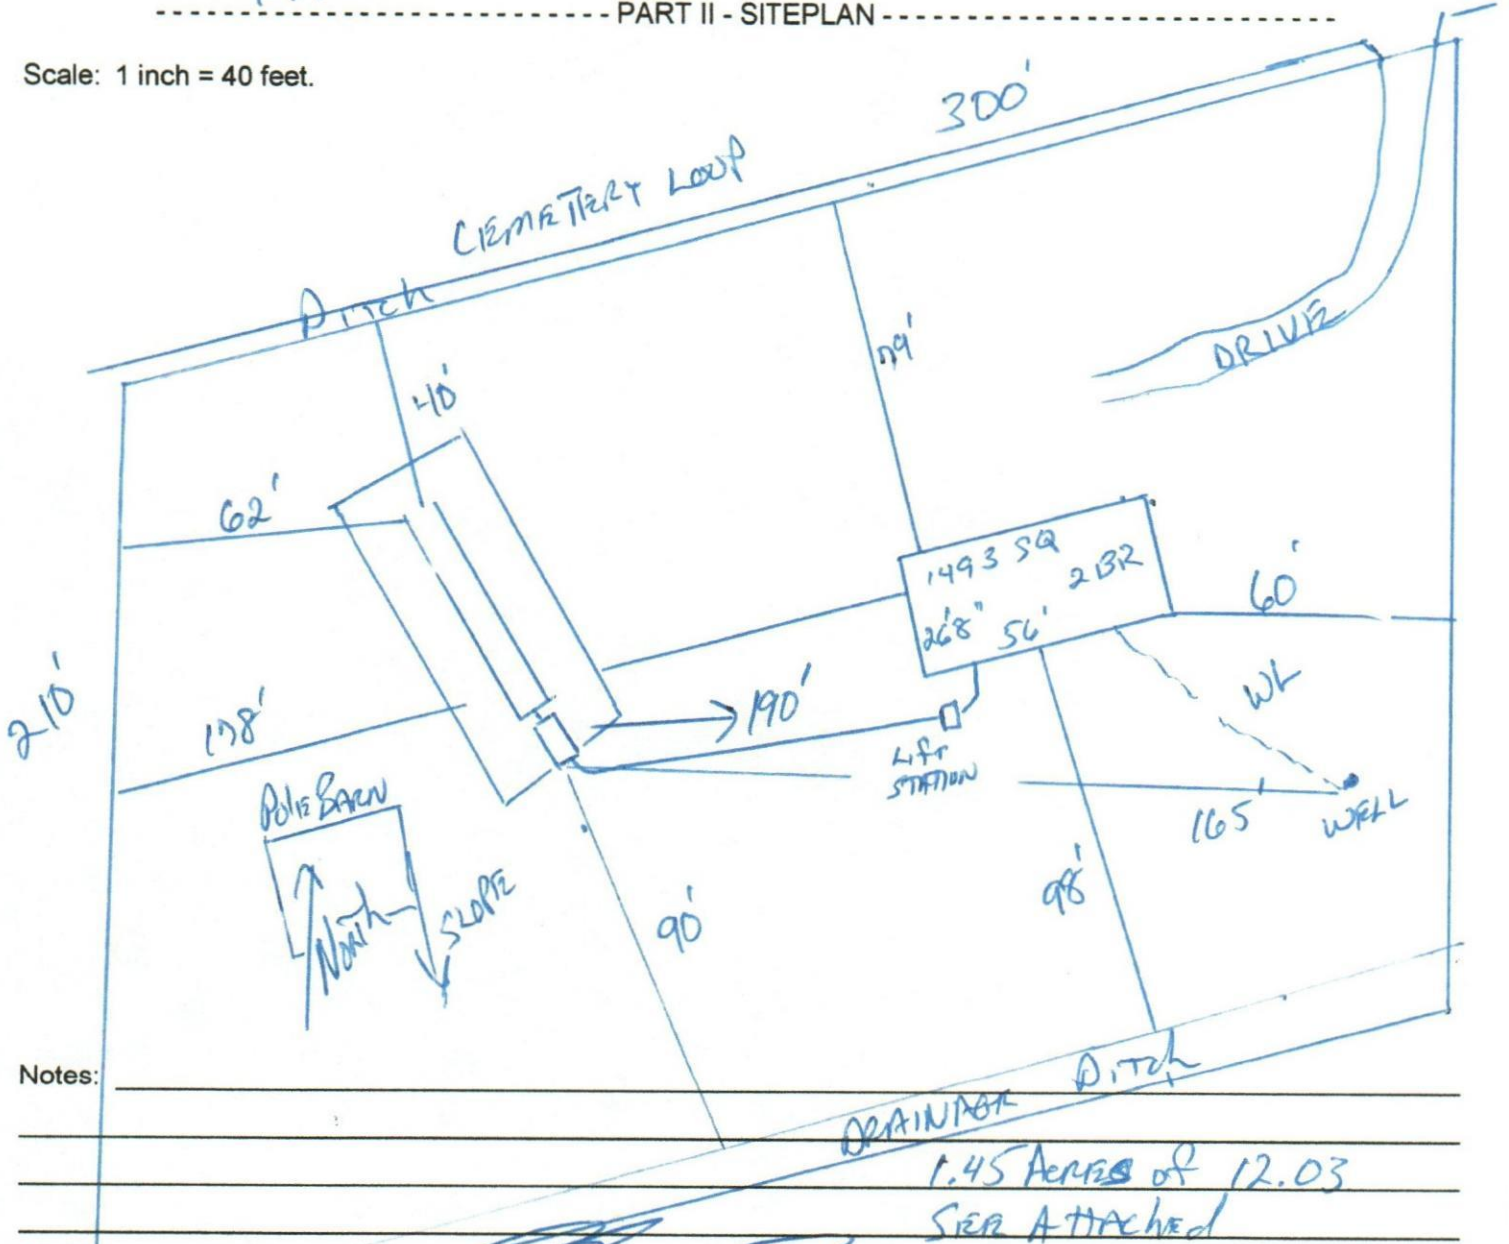 PART II - SITEPLAN
Scale: 1 inch = 40 feet.
300'
CEMETERY LOOP
Ditch
40'
79'
DRIVE
62'
1493 SQ
2 BR
26'8" 56'
60'
210'
178'
190'
WL
Lift
STATION
165'
WELL
Pole BARN
North
SLOPE
90'
98'
Notes:
DRAINAGE Ditch
1.45 Acres of 12.03
SEE Attached